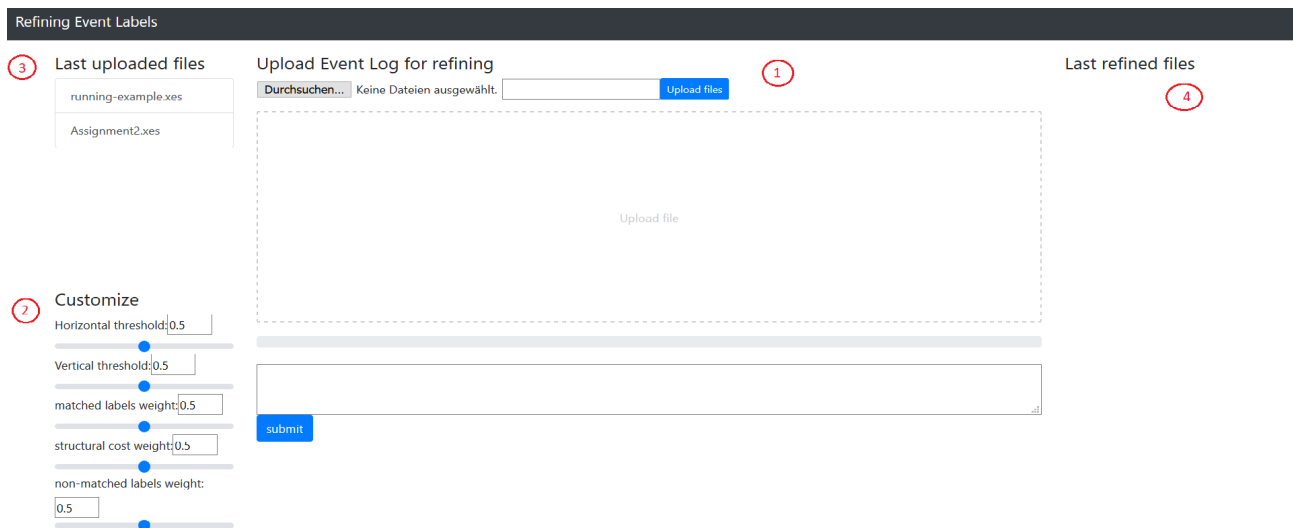 Refining Event Labels
3
Last uploaded files
running-example.xes
Assignment2.xes
Upload Event Log for refining
1
Durchsuchen... Keine Dateien ausgewählt. Upload files
Upload file
Last refined files
4
2
Customize
Horizontal threshold: 0.5
Vertical threshold: 0.5
matched labels weight: 0.5
structural cost weight: 0.5
non-matched labels weight:
0.5
submit